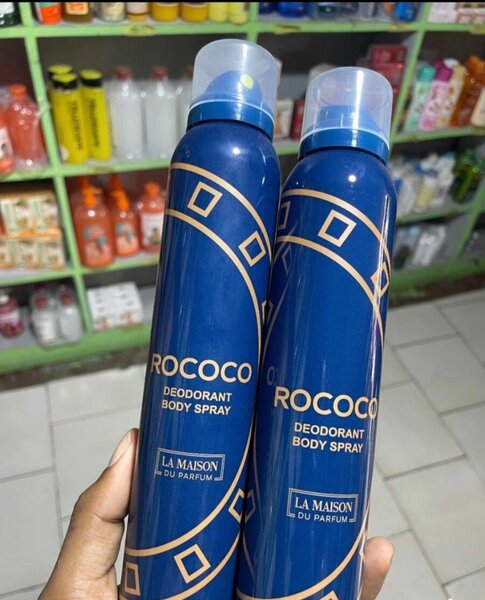 ROCOCO
DEODORANT
BODY SPRAY
LA MAISON
DU PARFUM
ROCOCO
DEODORANT
BODY SPRAY
LA MAISON
DU PARFUM